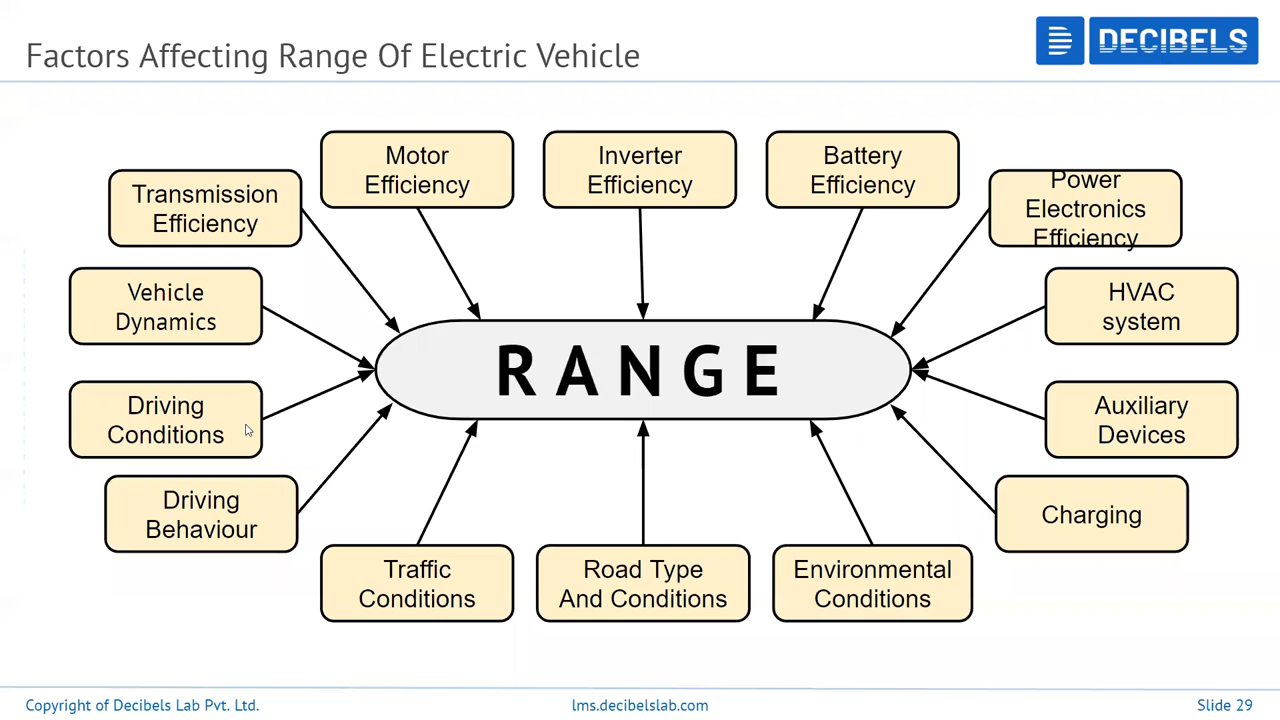 Factors Affecting Range Of Electric Vehicle
DECIBELS
Motor
Efficiency
Inverter
Efficiency
Battery
Efficiency
Transmission
Efficiency
Power
Electronics
Efficiency
Vehicle
Dynamics
HVAC
system
RANGE
Driving
Conditions
Auxiliary
Devices
Driving
Behaviour
Charging
Traffic
Conditions
Road Type
And Conditions
Environmental
Conditions
Copyright of Decibels Lab Pvt. Ltd.
lms.decibelslab.com
Slide 29